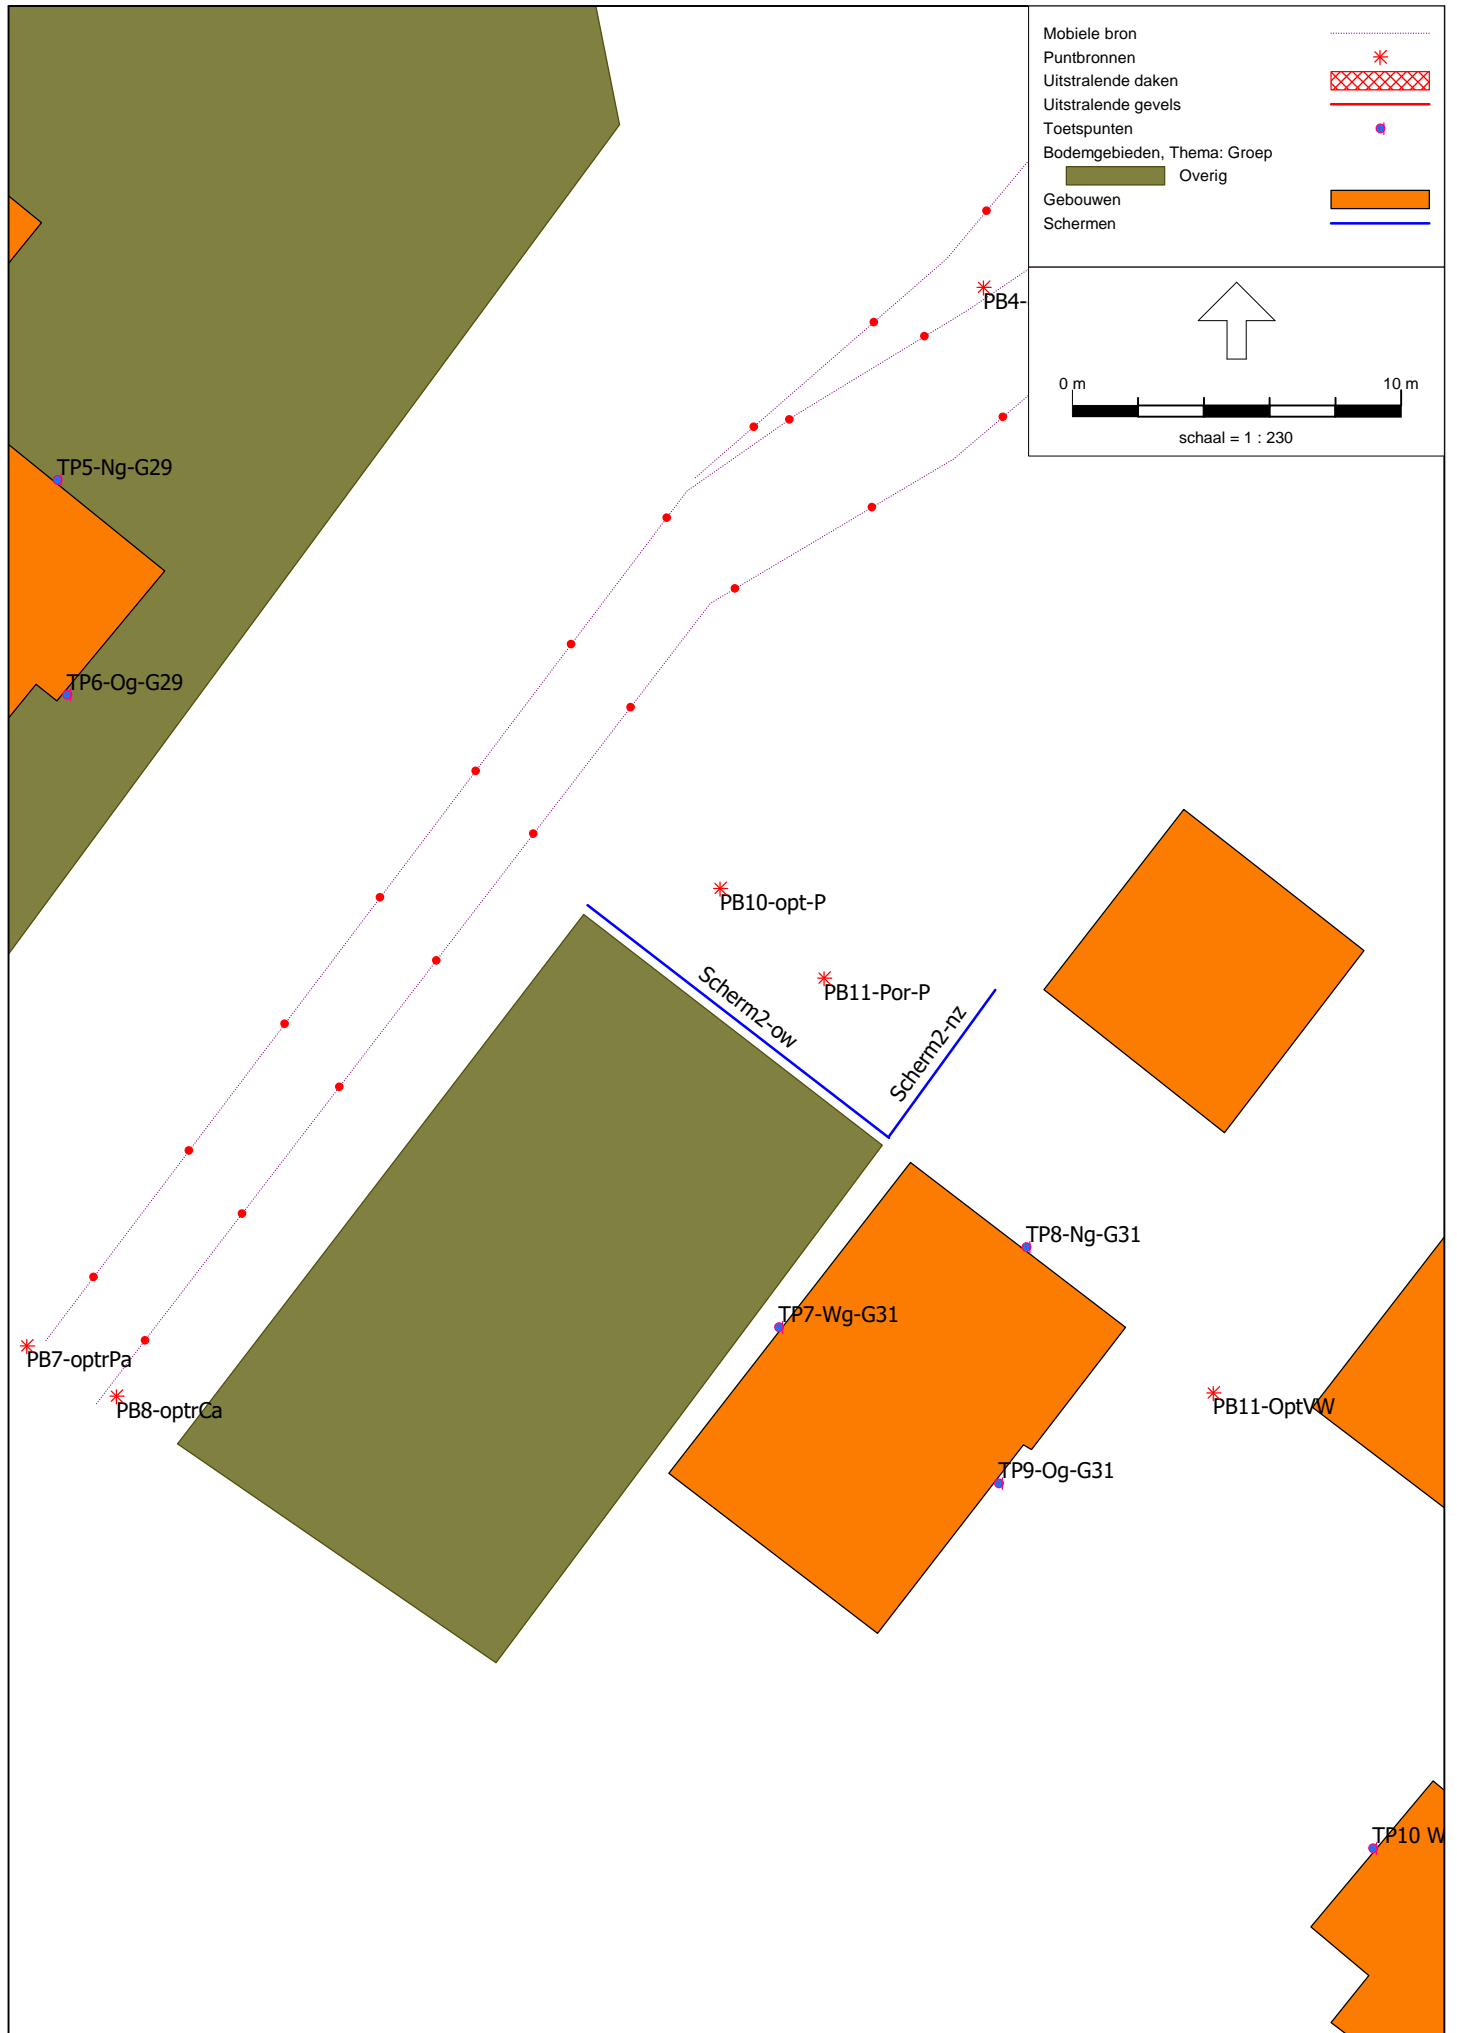 Mobiele bron
Puntbronnen
Uitstralende daken
Uitstralende gevels
Toetspunten
Bodemgebieden, Thema: Groep
Overig
Gebouwen
Schermen
PB4-
0 m 10 m
schaal = 1 : 230
TP5-Ng-G29
TP6-Og-G29
PB10-opt-P
PB11-Por-P
Scherm2-ow
Scherm2-nz
TP8-Ng-G31
TP7-Wg-G31
PB7-optrPa
PB8-optrCa
PB11-OptVW
TP9-Og-G31
TP10 W